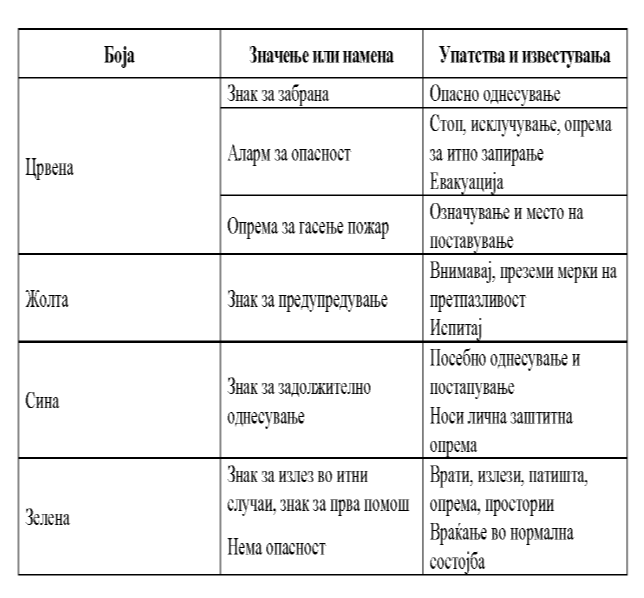 Боја
Значење или намена
Упатства и известувања
Црвена
Знак за забрана
Опасно однесување
Аларм за опасност
Стоп, исклучување, опрема
за итно запирање
Евакуација
Опрема за гасење пожар
Означување и место на
поставување
Жолта
Знак за предупредување
Внимавај, преземи мерки на
претпазливост
Испитај
Сина
Знак за задолжително
однесување
Посебно однесување и
постапување
Носи лична заштитна
опрема
Зелена
Знак за излез во итни
случаи, знак за прва помош
Нема опасност
Врати, излези, патишта,
опрема, простории
Враќање во нормална
состојба